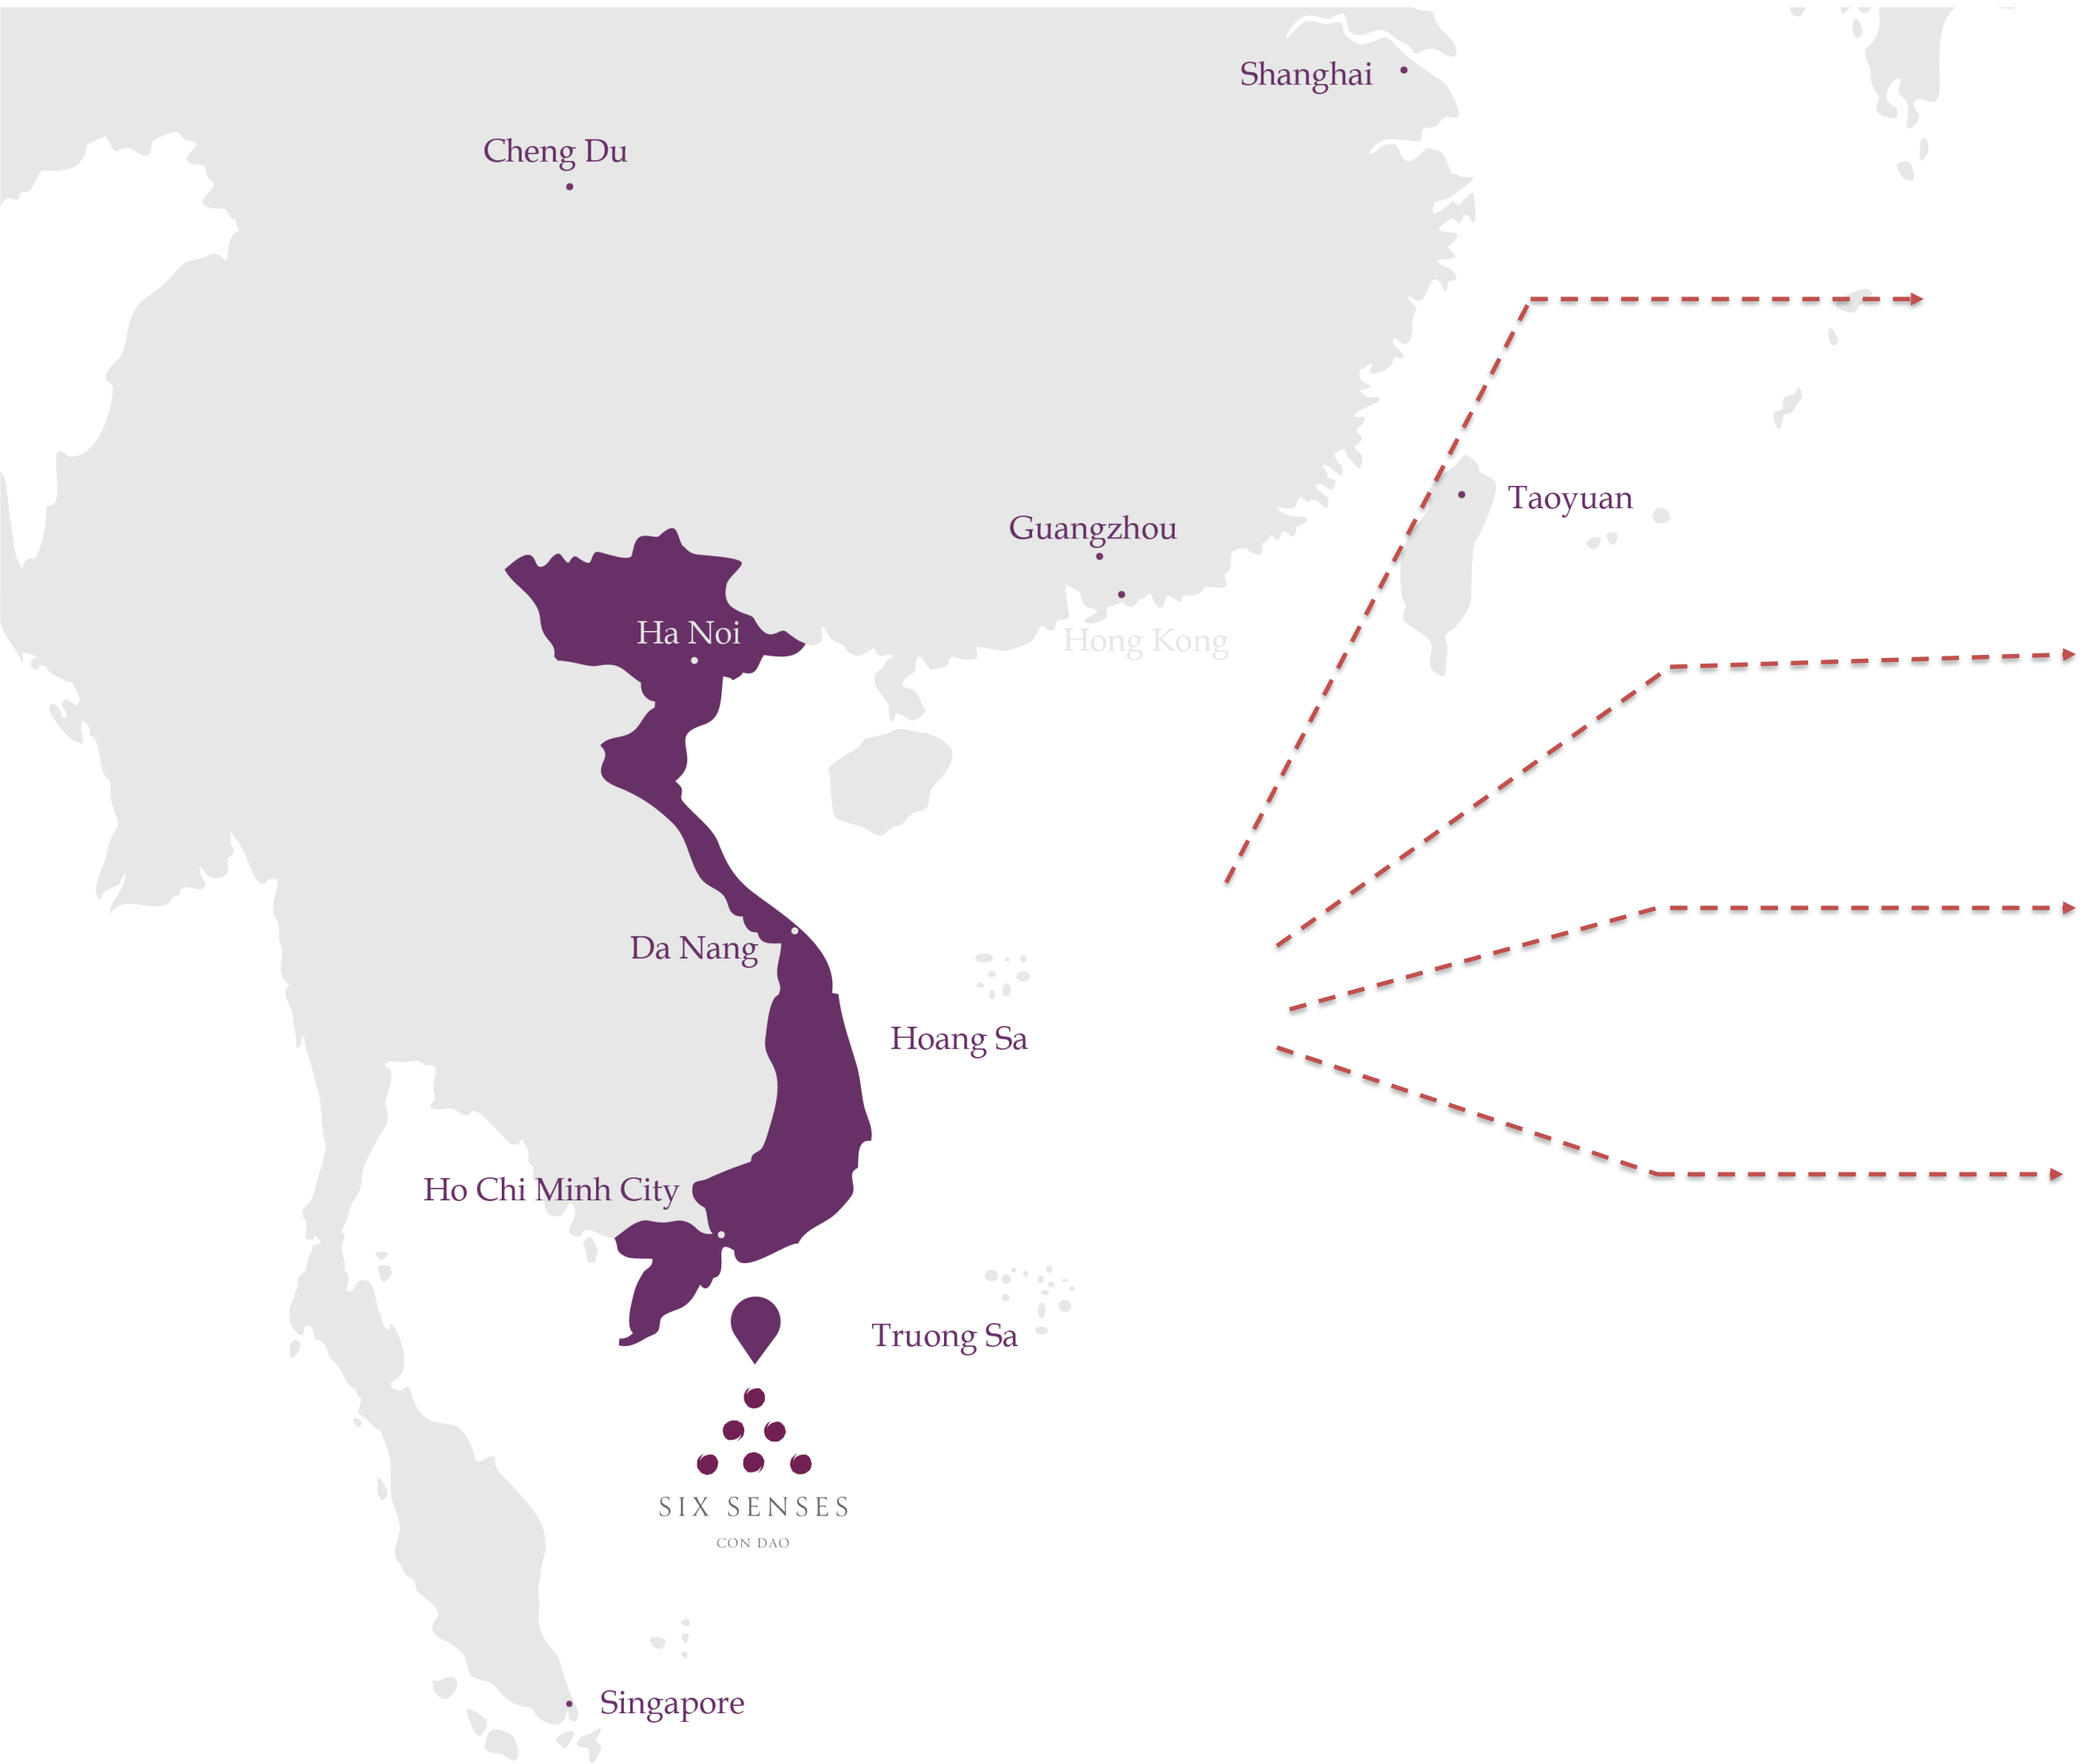 Shanghai
Cheng Du
Taoyuan
Guangzhou
Ha Noi
Hong Kong
Da Nang
Hoang Sa
Ho Chi Minh City
Truong Sa
SIX SENSES
CON DAO
Singapore